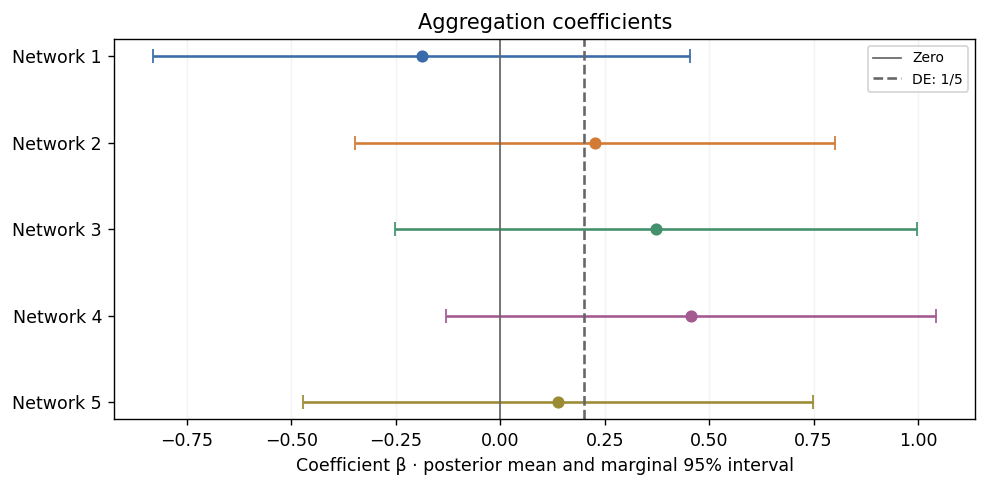 Aggregation coefficients
Network 1
Network 2
Network 3
Network 4
Network 5
Zero
DE: 1/5
−0.75 −0.50 −0.25 0.00 0.25 0.50 0.75 1.00
Coefficient β · posterior mean and marginal 95% interval